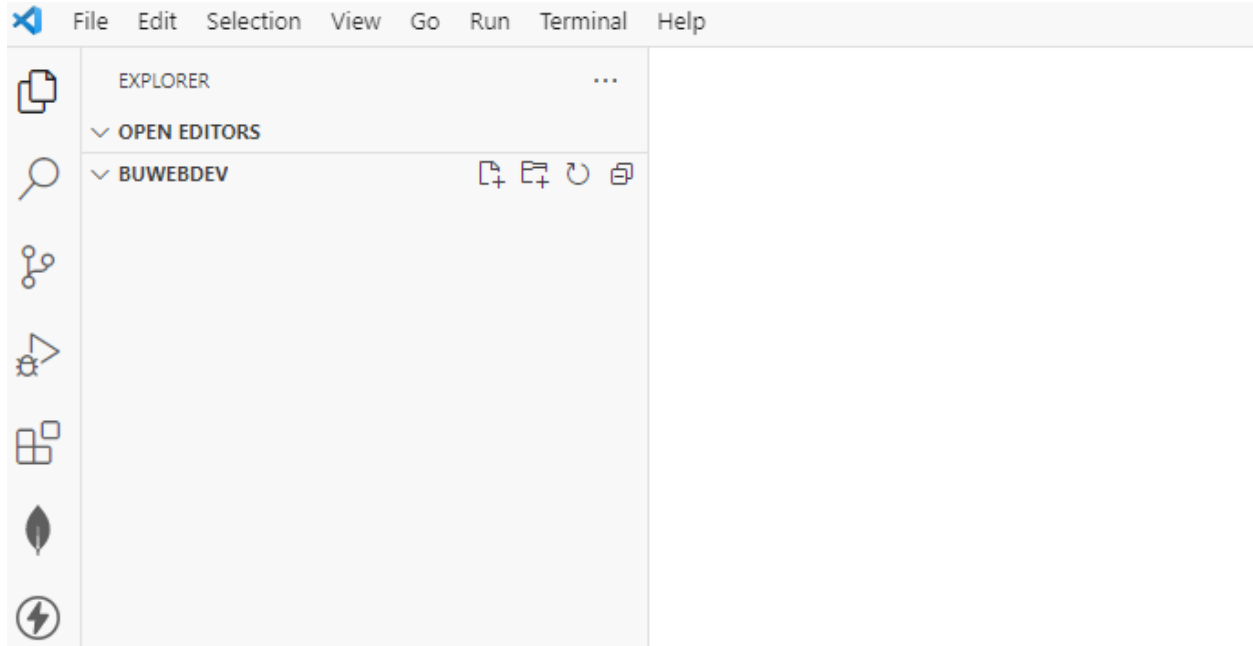 File Edit Selection View Go Run Terminal Help
EXPLORER
OPEN EDITORS
BUWEBDEV